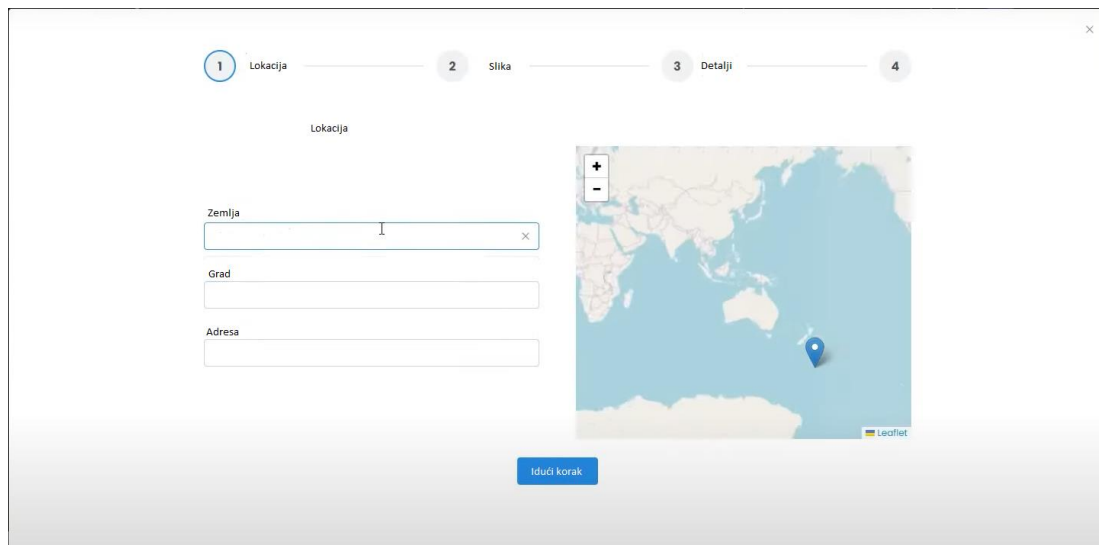 ×
1 Lokacija 2 Slika 3 Detalji 4
Lokacija
Zemlja
×
Grad
Adresa
+
−
Leaflet
Idući korak